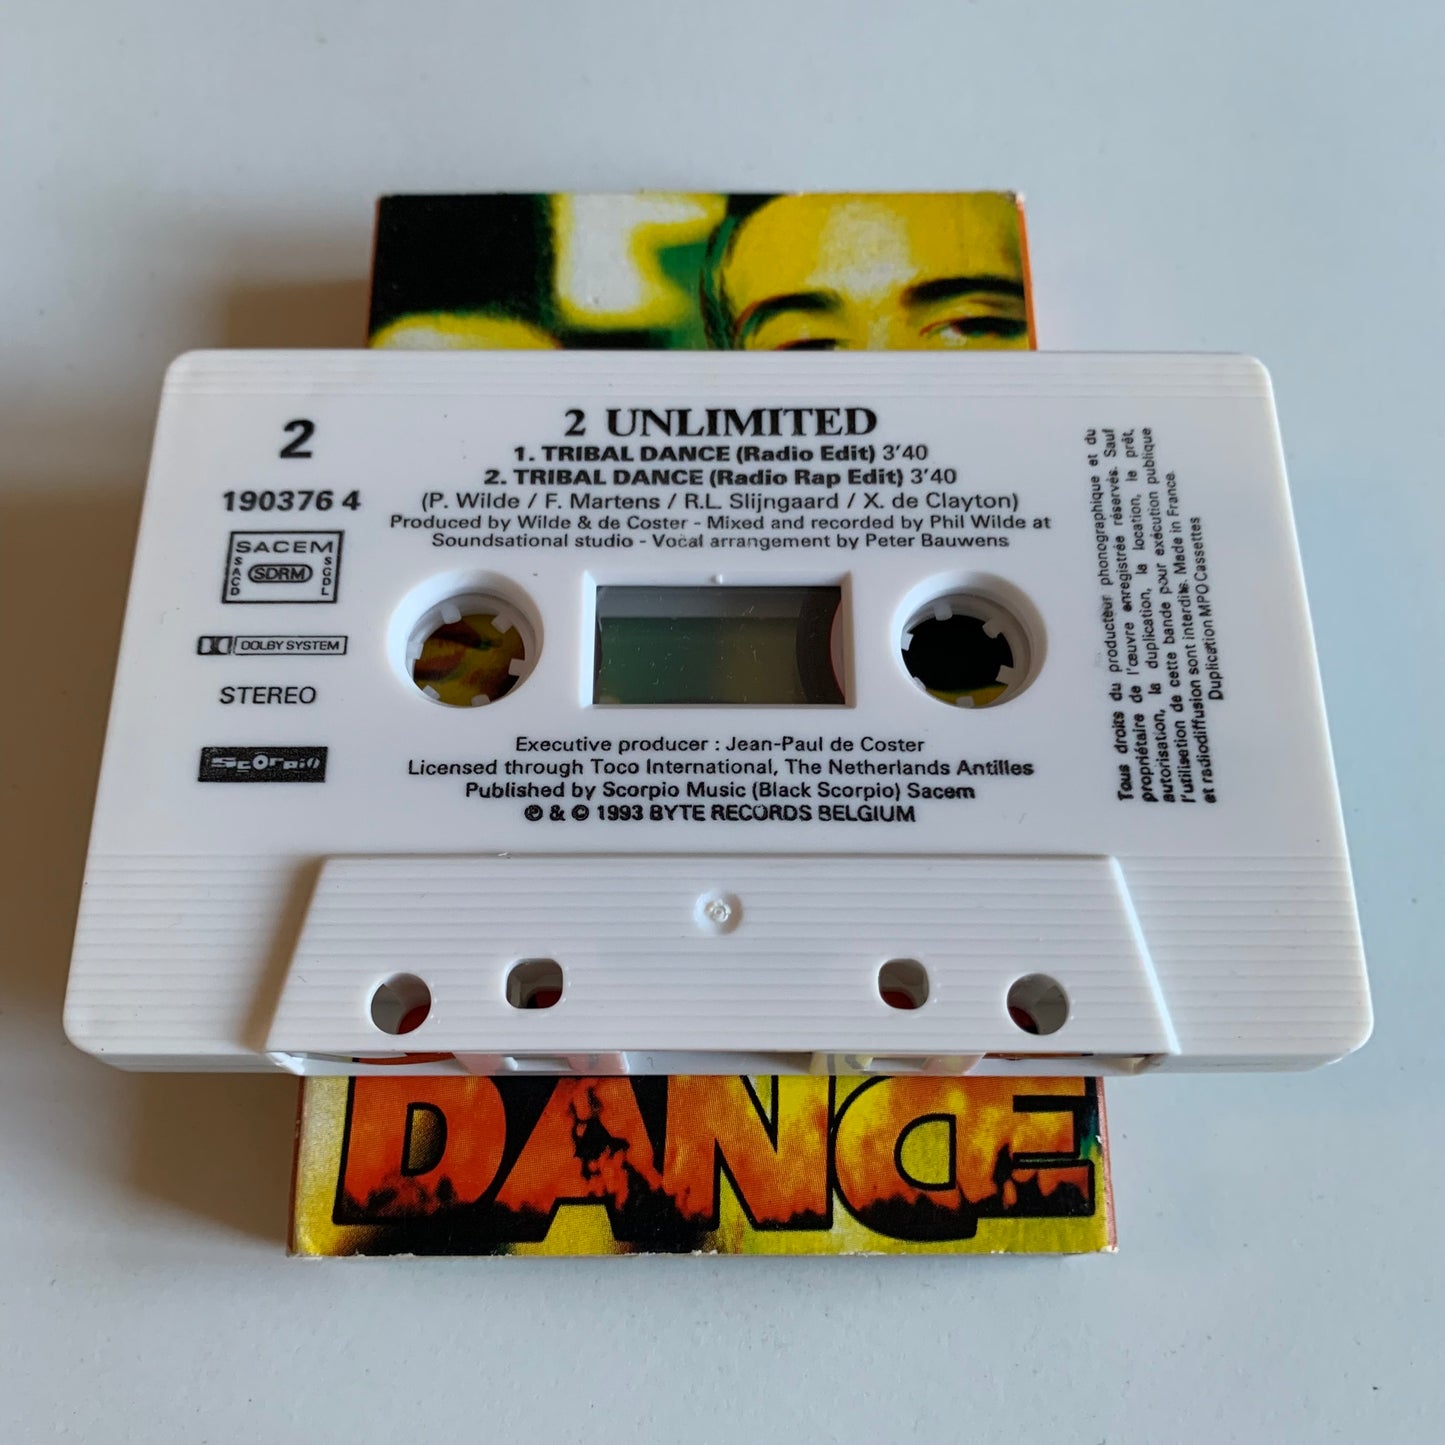 2 UNLIMITED
1. TRIBAL DANCE (Radio Edit) 3'40
2. TRIBAL DANCE (Radio Rap Edit) 3'40
(P. Wilde / F. Martens / R.L. Slijngaard / X. de Clayton)
Produced by Wilde & de Coster - Mixed and recorded by Phil Wilde at
Soundsational studio - Vocal arrangement by Peter Bauwens
2
190376 4
SACEM
SACD
SDRM
SGDL
DOLBY SYSTEM
STEREO
scorpio
Executive producer : Jean-Paul de Coster
Licensed through Toco International, The Netherlands Antilles
Published by Scorpio Music (Black Scorpio) Sacem
℗ & © 1993 BYTE RECORDS BELGIUM
Tous droits du producteur phonographique et du
propriétaire de l'œuvre enregistrée réservés. Sauf
autorisation, la duplication, la location, le prêt,
l'utilisation de cette bande pour exécution publique
et radiodiffusion sont interdits. Made in France.
Duplication MPO Cassettes
DANCE